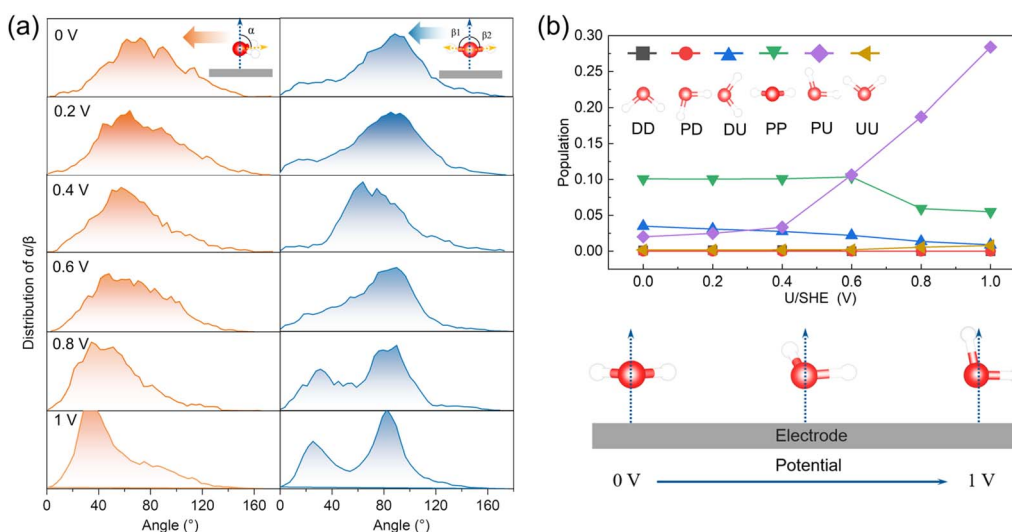 (a)
Distribution of α/β
0 V
α
β1 β2
0.2 V
0.4 V
0.6 V
0.8 V
1 V
0 40 80 120 160
0 40 80 120 160
Angle (°)
Angle (°)
(b)
Population
0.30
0.25
0.20
0.15
0.10
0.05
0.00
DD PD DU PP PU UU
0.0 0.2 0.4 0.6 0.8 1.0
U/SHE (V)
Electrode
Potential
0 V 1 V